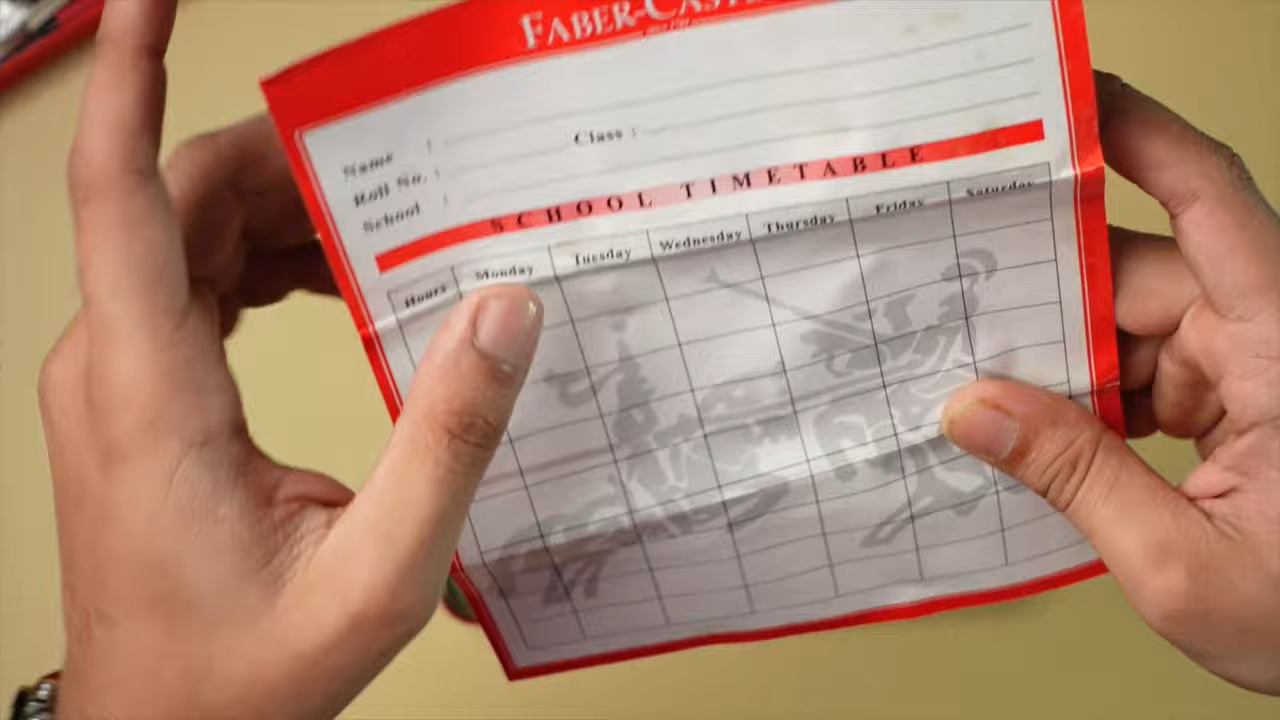 FABER-CASTELL
Name :
Class :
Roll No. :
School :
SCHOOL TIMETABLE
Hours Monday Tuesday Wednesday Thursday Friday Saturday